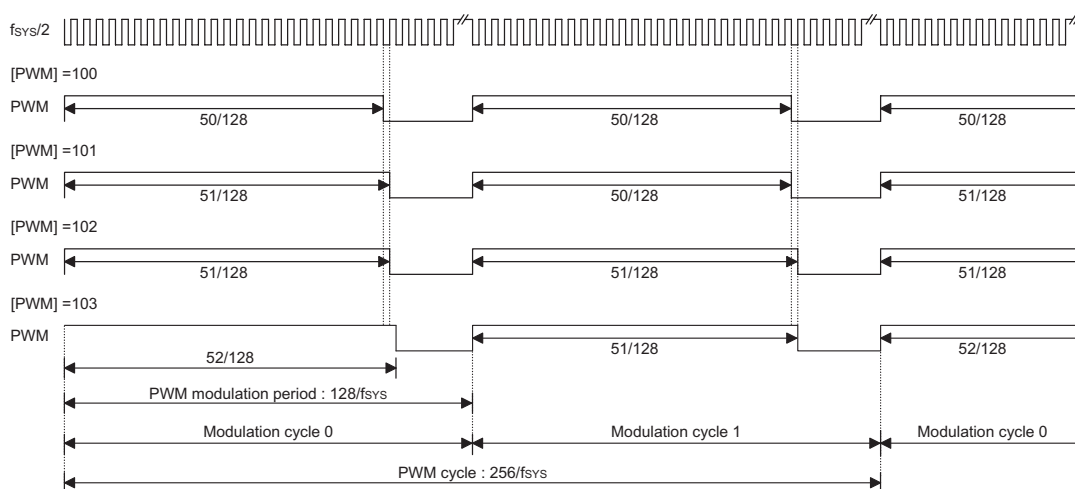 fSYS/2
[PWM] =100
PWM
50/128
50/128
50/128
[PWM] =101
PWM
51/128
50/128
51/128
[PWM] =102
PWM
51/128
51/128
51/128
[PWM] =103
PWM
52/128
51/128
52/128
PWM modulation period : 128/fSYS
Modulation cycle 0
Modulation cycle 1
Modulation cycle 0
PWM cycle : 256/fSYS